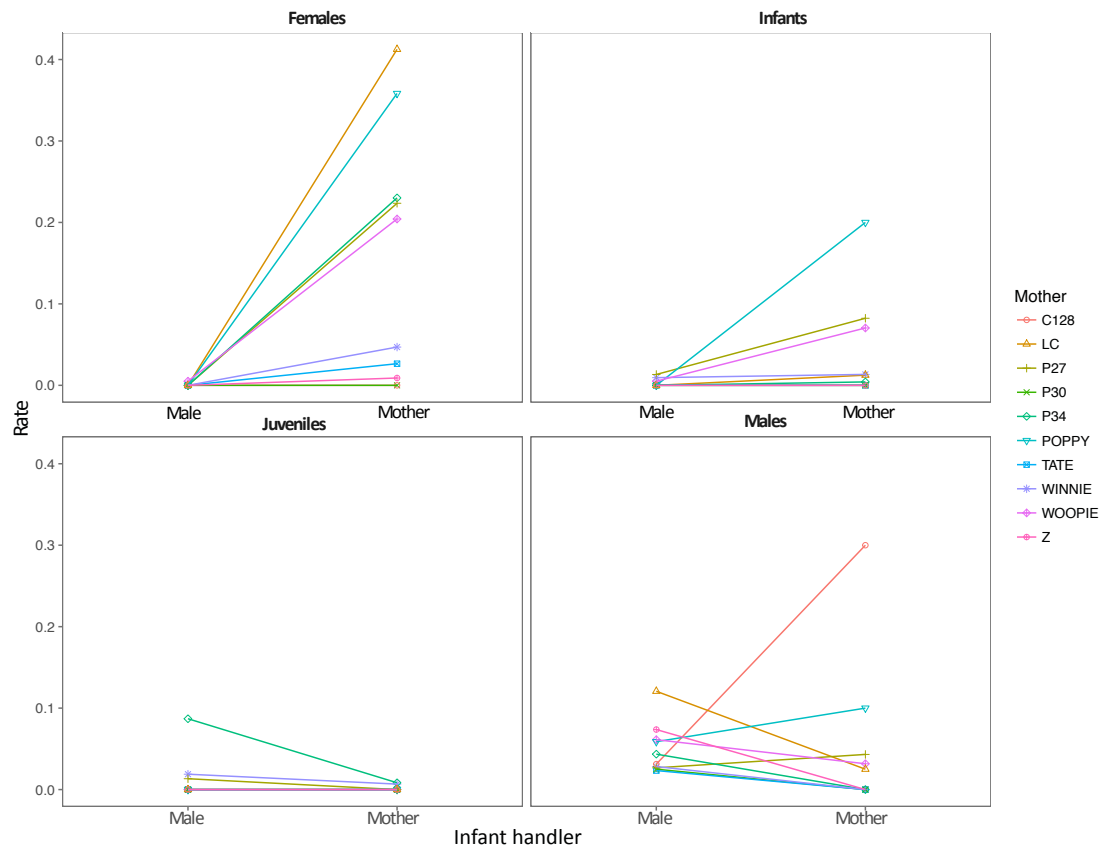 Females
Infants
0.4
0.3
0.2
0.1
0.0
Male
Mother
Male
Mother
Juveniles
Males
0.4
0.3
0.2
0.1
0.0
Male
Mother
Male
Mother
Rate
Infant handler
Mother
C128
LC
P27
P30
P34
POPPY
TATE
WINNIE
WOOPIE
Z